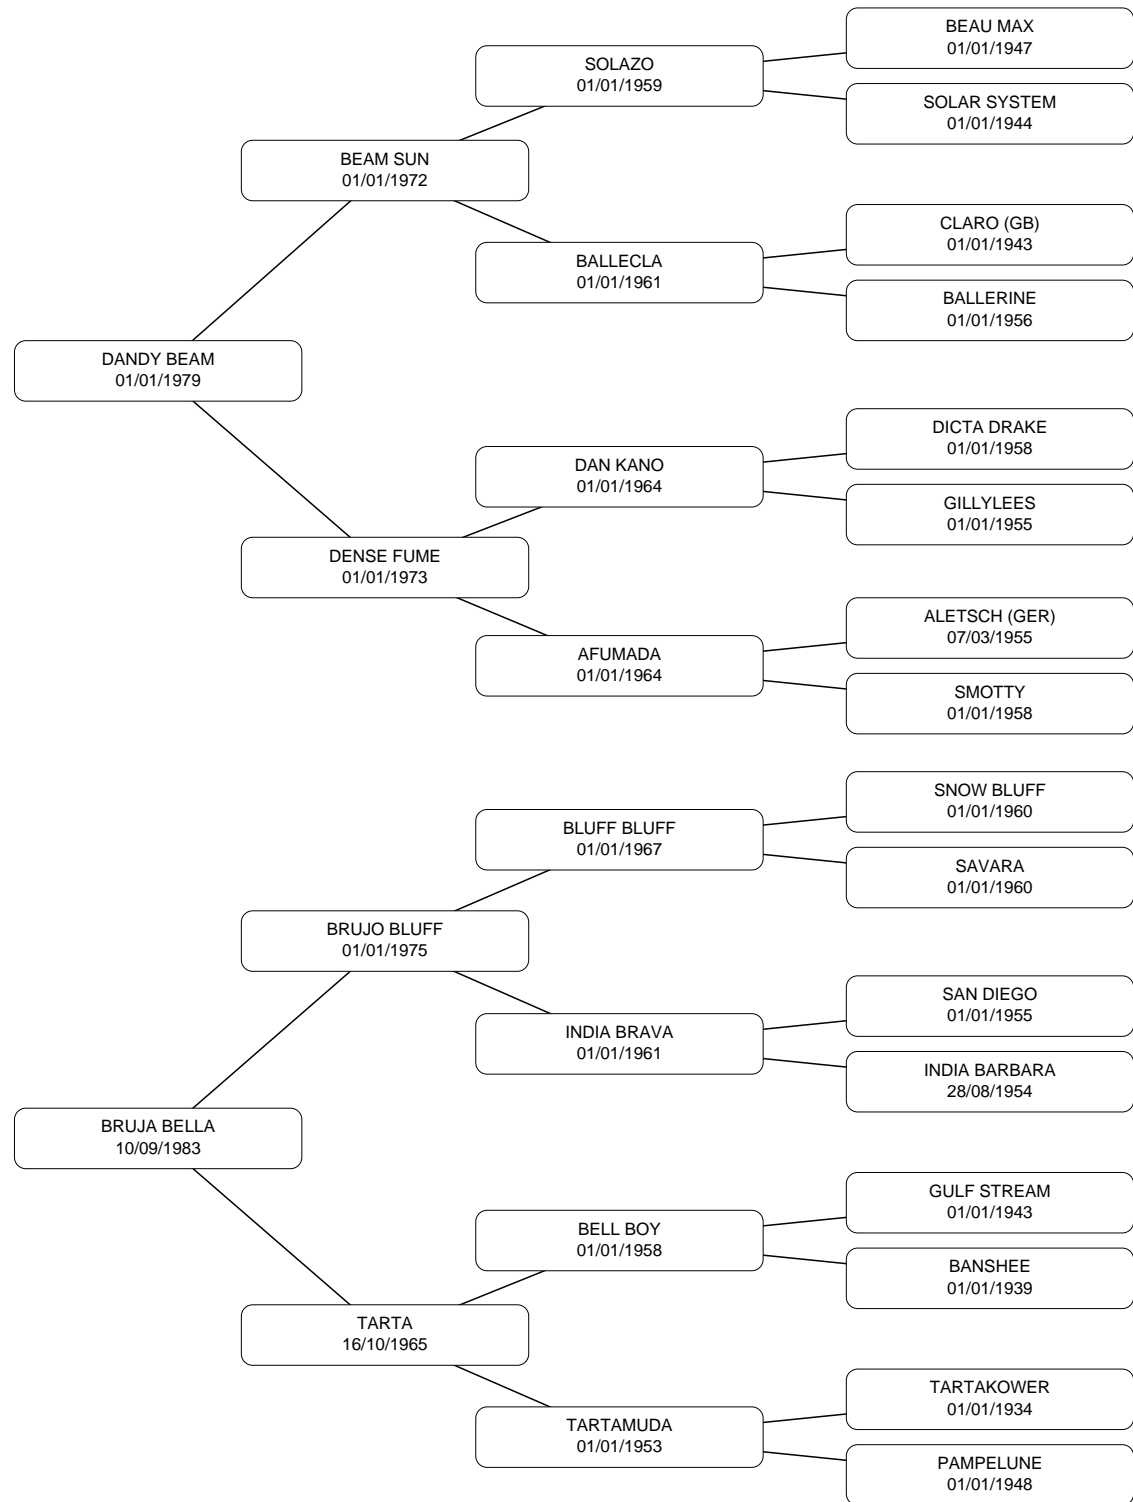 BEAU MAX
01/01/1947
SOLAZO
01/01/1959
SOLAR SYSTEM
01/01/1944
BEAM SUN
01/01/1972
CLARO (GB)
01/01/1943
BALLECLA
01/01/1961
BALLERINE
01/01/1956
DANDY BEAM
01/01/1979
DICTA DRAKE
01/01/1958
DAN KANO
01/01/1964
GILLYLEES
01/01/1955
DENSE FUME
01/01/1973
ALETSCH (GER)
07/03/1955
AFUMADA
01/01/1964
SMOTTY
01/01/1958
SNOW BLUFF
01/01/1960
BLUFF BLUFF
01/01/1967
SAVARA
01/01/1960
BRUJO BLUFF
01/01/1975
SAN DIEGO
01/01/1955
INDIA BRAVA
01/01/1961
INDIA BARBARA
28/08/1954
BRUJA BELLA
10/09/1983
GULF STREAM
01/01/1943
BELL BOY
01/01/1958
BANSHEE
01/01/1939
TARTA
16/10/1965
TARTAKOWER
01/01/1934
TARTAMUDA
01/01/1953
PAMPELUNE
01/01/1948